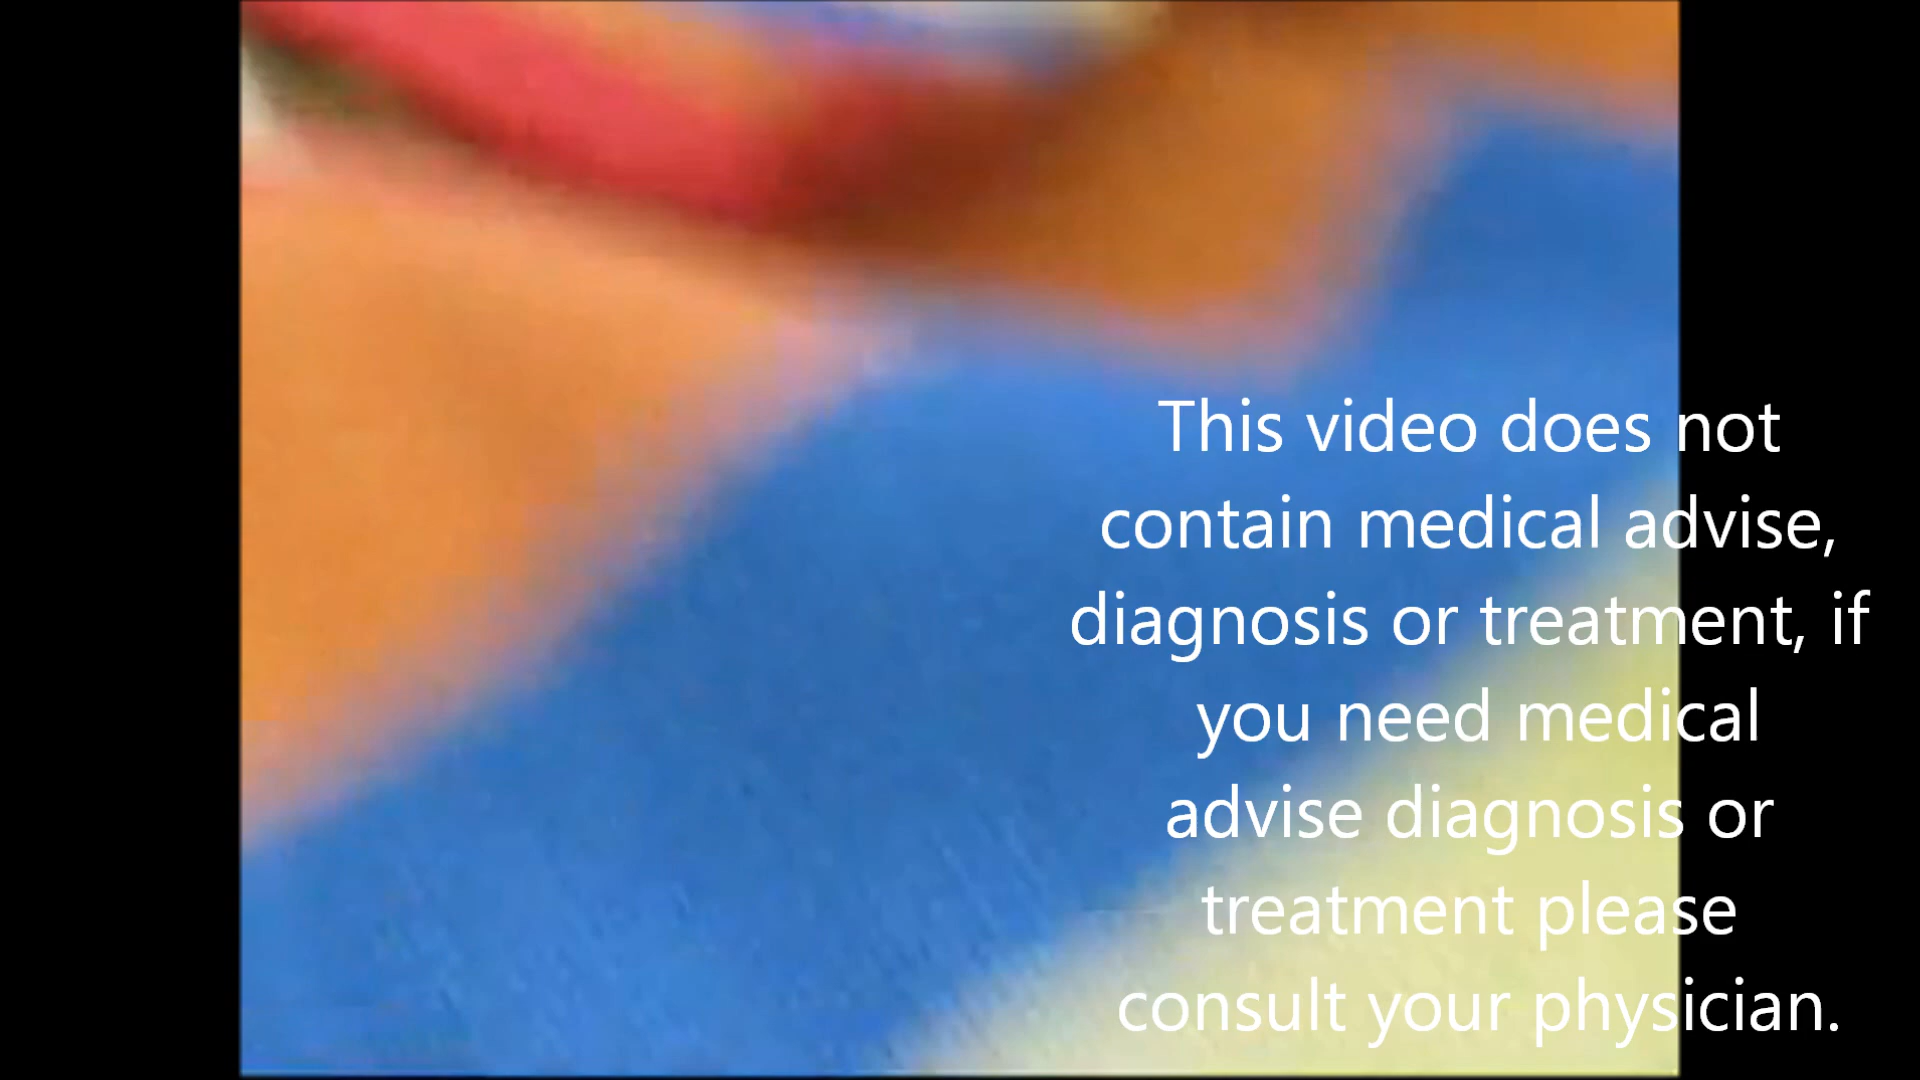 This video does not
contain medical advise,
diagnosis or treatment, if
you need medical
advise diagnosis or
treatment please
consult your physician.